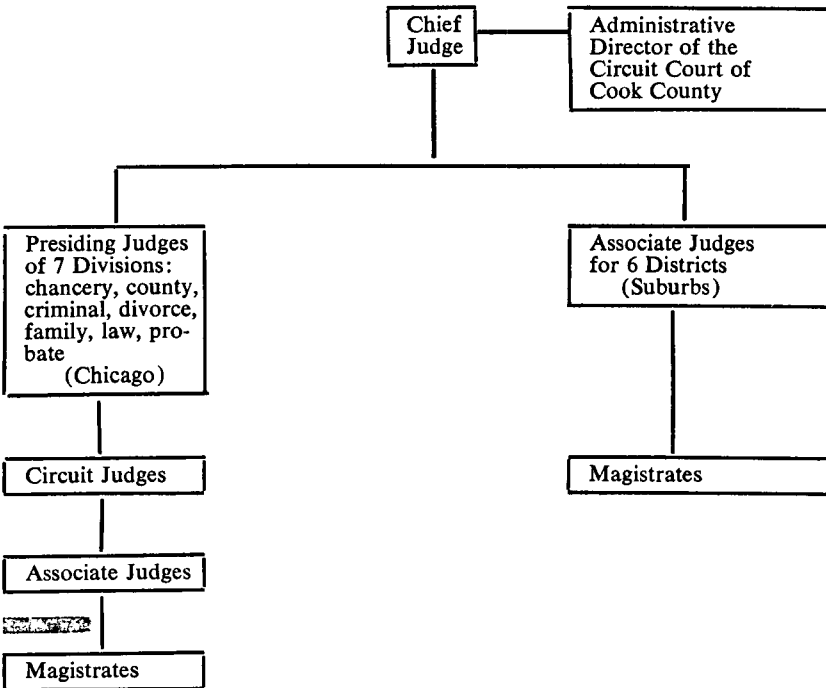 Chief
Judge
Administrative
Director of the
Circuit Court of
Cook County
Presiding Judges
of 7 Divisions:
chancery, county,
criminal, divorce,
family, law, pro-
bate
(Chicago)
Associate Judges
for 6 Districts
(Suburbs)
Circuit Judges
Magistrates
Associate Judges
Magistrates